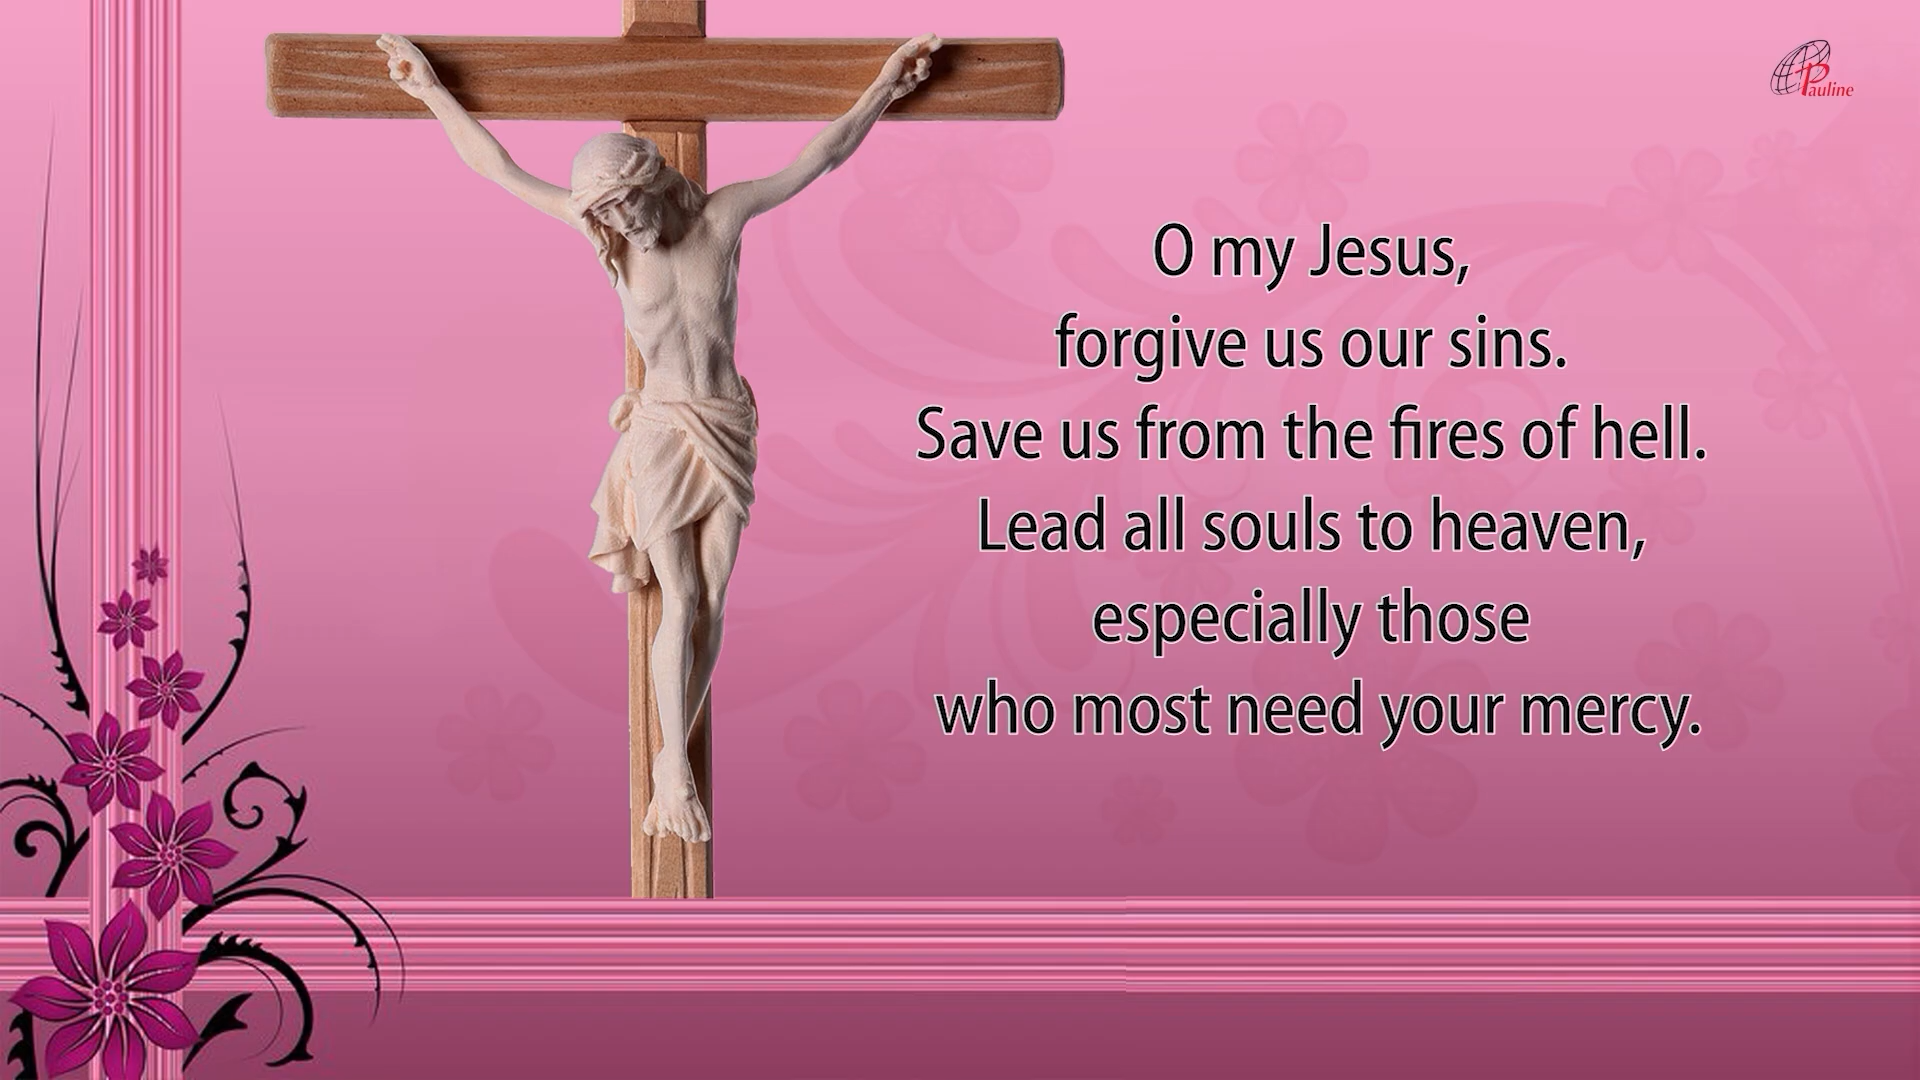 Pauline
O my Jesus,
forgive us our sins.
Save us from the fires of hell.
Lead all souls to heaven,
especially those
who most need your mercy.